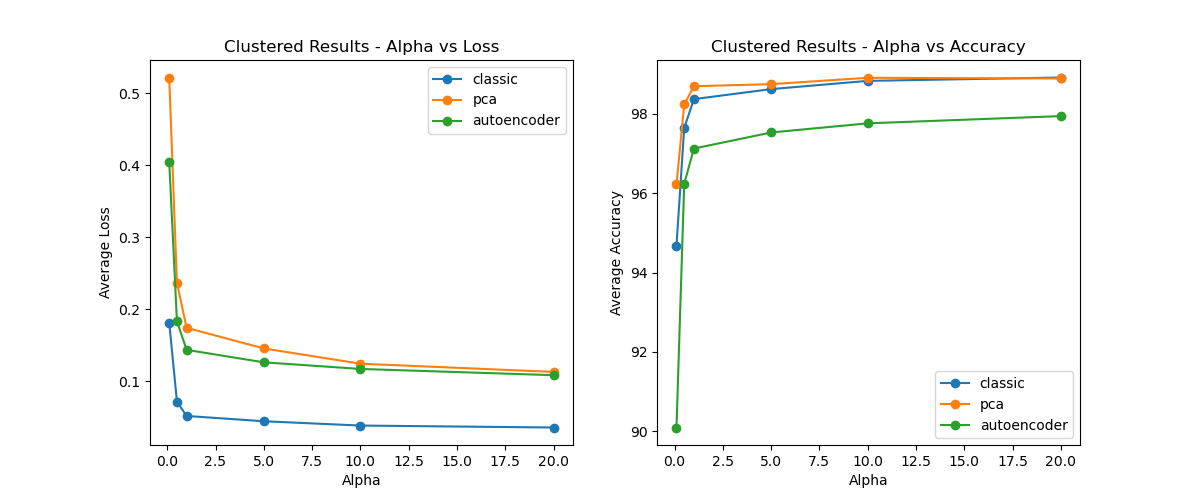 Clustered Results - Alpha vs Loss
0.5
0.4
0.3
0.2
0.1
Average Loss
classic
pca
autoencoder
0.0 2.5 5.0 7.5 10.0 12.5 15.0 17.5 20.0
Alpha
Clustered Results - Alpha vs Accuracy
98
96
94
92
90
Average Accuracy
classic
pca
autoencoder
0.0 2.5 5.0 7.5 10.0 12.5 15.0 17.5 20.0
Alpha